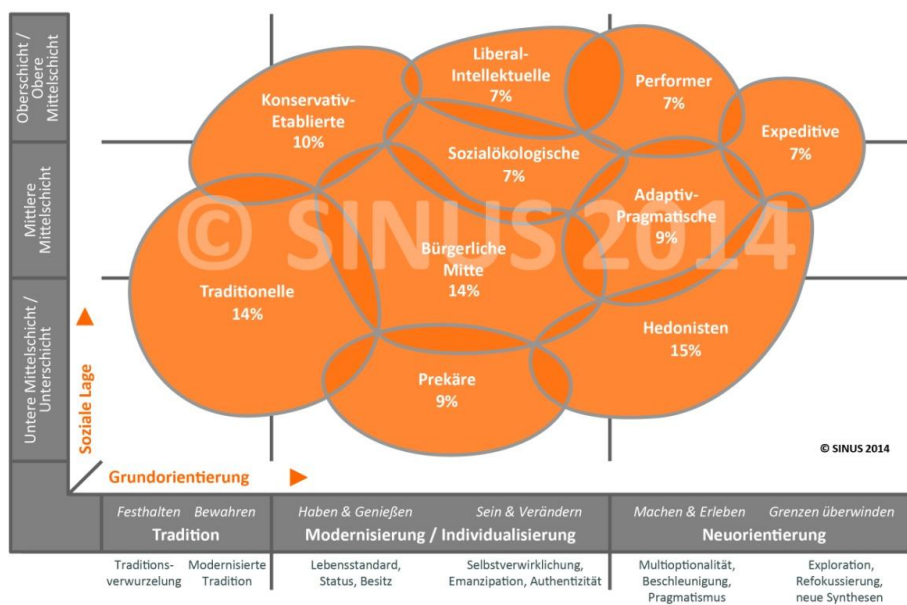 Oberschicht /
Obere
Mittelschicht
Mittlere
Mittelschicht
Untere Mittelschicht /
Unterschicht
Soziale Lage
Liberal-
Intellektuelle
7%
Performer
7%
Konservativ-
Etablierte
10%
Expeditive
7%
Sozialökologische
7%
Adaptiv-
Pragmatische
9%
© SINUS 2014
Bürgerliche
Mitte
14%
Traditionelle
14%
Hedonisten
15%
Prekäre
9%
© SINUS 2014
Grundorientierung
Festhalten Bewahren
Tradition
Haben & Genießen Sein & Verändern
Modernisierung / Individualisierung
Machen & Erleben Grenzen überwinden
Neuorientierung
Traditions-
verwurzelung
Modernisierte
Tradition
Lebensstandard,
Status, Besitz
Selbstverwirklichung,
Emanzipation, Authentizität
Multioptionalität,
Beschleunigung,
Pragmatismus
Exploration,
Refokussierung,
neue Synthesen